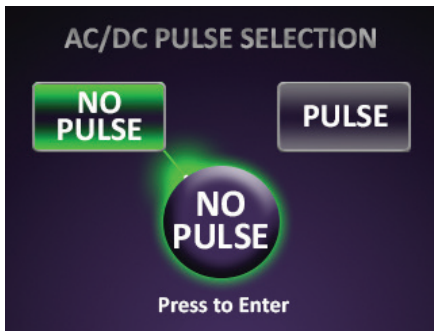 AC/DC PULSE SELECTION
NO
PULSE
PULSE
NO
PULSE
Press to Enter